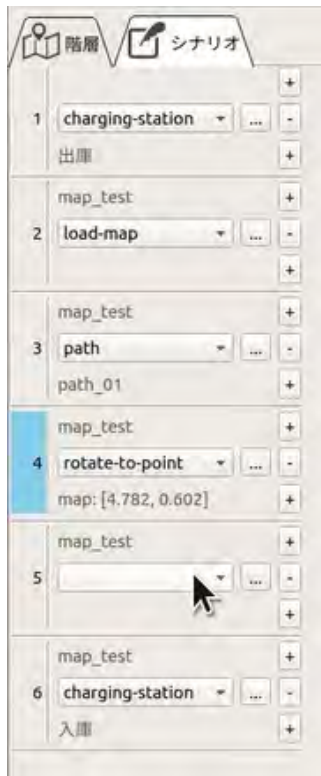 階層 シナリオ
+
1 charging-station ... -
出庫 +
map_test +
2 load-map ... -
+
map_test +
3 path ... -
path_01 +
map_test +
4 rotate-to-point ... -
map: [4.782, 0.602] +
map_test +
5 ... -
+
map_test +
6 charging-station ... -
入庫 +